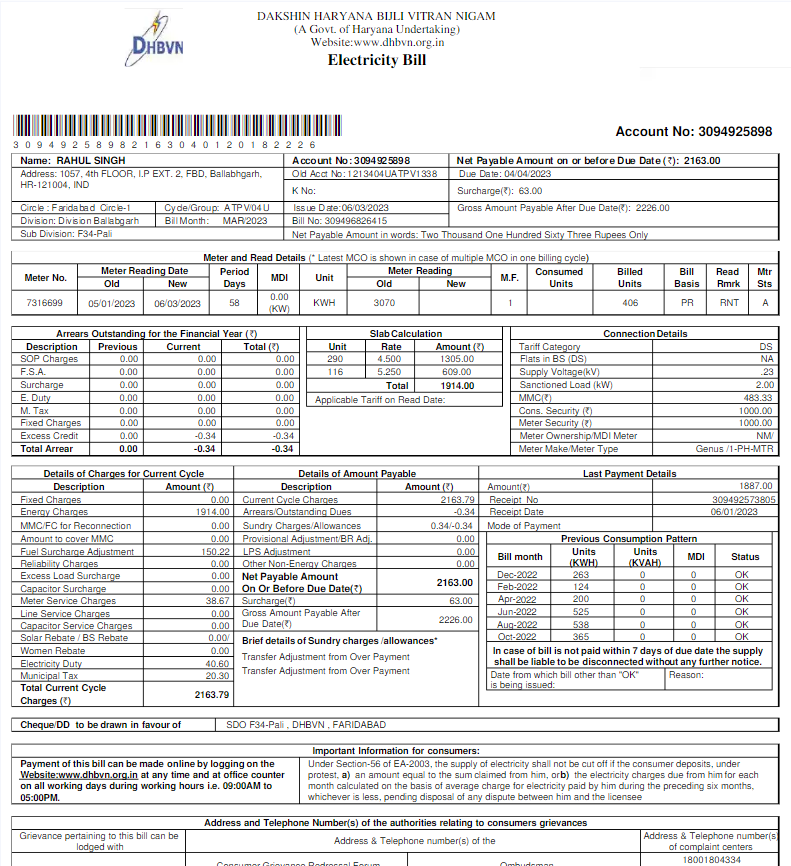 DHBVN
DAKSHIN HARYANA BIJLI VITRAN NIGAM
(A Govt. of Haryana Undertaking)
Website:www.dhbvn.org.in
Electricity Bill
3 0 9 4 9 2 5 8 9 8 2 1 6 3 0 4 0 1 2 0 1 8 2 2 2 6
Account No: 3094925898
Name: RAHUL SINGH Account No: 3094925898 Net Payable Amount on or before Due Date (₹): 2163.00
Address: 1057, 4th FLOOR, I.P EXT. 2, FBD, Ballabhgarh, HR-121004, IND
Old Acct No: 1213404UATPV1338 Due Date: 04/04/2023
K No: Surcharge(₹): 63.00
Circle : Faridabad Circle-1 Cycle/Group: ATPV/04U Issue Date:06/03/2023 Gross Amount Payable After Due Date(₹): 2226.00
Division: Division Ballabgarh Bill Month: MAR/2023 Bill No: 309496826415
Sub Division: F34-Pali Net Payable Amount in words: Two Thousand One Hundred Sixty Three Rupees Only
Meter and Read Details (* Latest MCO is shown in case of multiple MCO in one billing cycle)
Meter No. Meter Reading Date Period Days MDI Unit Meter Reading M.F. Consumed Units Billed Units Bill Basis Read Rmrk Mtr Sts
Old New Old New
7316699 05/01/2023 06/03/2023 58 0.00 (KW) KWH 3070 1 406 PR RNT A
Arrears Outstanding for the Financial Year (₹)
Description Previous Current Total (₹)
SOP Charges 0.00 0.00 0.00
F.S.A. 0.00 0.00 0.00
Surcharge 0.00 0.00 0.00
E. Duty 0.00 0.00 0.00
M. Tax 0.00 0.00 0.00
Fixed Charges 0.00 0.00 0.00
Excess Credit 0.00 -0.34 -0.34
Total Arrear 0.00 -0.34 -0.34
Slab Calculation
Unit Rate Amount (₹)
290 4.500 1305.00
116 5.250 609.00
Total 1914.00
Applicable Tariff on Read Date:
Connection Details
Tariff Category DS
Flats in BS (DS) NA
Supply Voltage(kV) .23
Sanctioned Load (kW) 2.00
MMC(₹) 483.33
Cons. Security (₹) 1000.00
Meter Security (₹) 1000.00
Meter Ownership/MDI Meter NM/
Meter Make/Meter Type Genus /1-PH-MTR
Details of Charges for Current Cycle
Description Amount (₹)
Fixed Charges 0.00
Energy Charges 1914.00
MMC/FC for Reconnection 0.00
Amount to cover MMC 0.00
Fuel Surcharge Adjustment 150.22
Reliability Charges 0.00
Excess Load Surcharge 0.00
Capacitor Surcharge 0.00
Meter Service Charges 38.67
Line Service Charges 0.00
Capacitor Service Charges 0.00
Solar Rebate / BS Rebate 0.00/
Women Rebate 0.00
Electricity Duty 40.60
Municipal Tax 20.30
Total Current Cycle Charges (₹) 2163.79
Details of Amount Payable
Description Amount (₹)
Current Cycle Charges 2163.79
Arrears/Outstanding Dues -0.34
Sundry Charges/Allowances 0.34/-0.34
Provisional Adjustment/BR Adj. 0.00
LPS Adjustment 0.00
Other Non-Energy Charges 0.00
Net Payable Amount On Or Before Due Date(₹) 2163.00
Surcharge(₹) 63.00
Gross Amount Payable After Due Date(₹) 2226.00
Brief details of Sundry charges /allowances*
Transfer Adjustment from Over Payment
Transfer Adjustment from Over Payment
Last Payment Details
Amount(₹) 1887.00
Receipt No 309492573805
Receipt Date 06/01/2023
Mode of Payment
Previous Consumption Pattern
Bill month Units (KWH) Units (KVAH) MDI Status
Dec-2022 263 0 0 OK
Feb-2022 124 0 0 OK
Apr-2022 200 0 0 OK
Jun-2022 525 0 0 OK
Aug-2022 538 0 0 OK
Oct-2022 365 0 0 OK
In case of bill is not paid within 7 days of due date the supply
shall be liable to be disconnected without any further notice.
Date from which bill other than "OK" is being issued: Reason:
Cheque/DD to be drawn in favour of SDO F34-Pali , DHBVN , FARIDABAD
Important Information for consumers:
Payment of this bill can be made online by logging on the
Website:www.dhbvn.org.in at any time and at office counter
on all working days during working hours i.e. 09:00AM to
05:00PM.
Under Section-56 of EA-2003, the supply of electricity shall not be cut off if the consumer deposits, under
protest, a) an amount equal to the sum claimed from him, orb) the electricity charges due from him for each
month calculated on the basis of average charge for electricity paid by him during the preceding six months,
whichever is less, pending disposal of any dispute between him and the licensee
Address and Telephone Number(s) of the authorities relating to consumers grievances
Grievance pertaining to this bill can be lodged with Address & Telephone number(s) of the Address & Telephone number(s) of complaint centers
Consumer Grievance Redressal Forum Ombudsman 18001804334